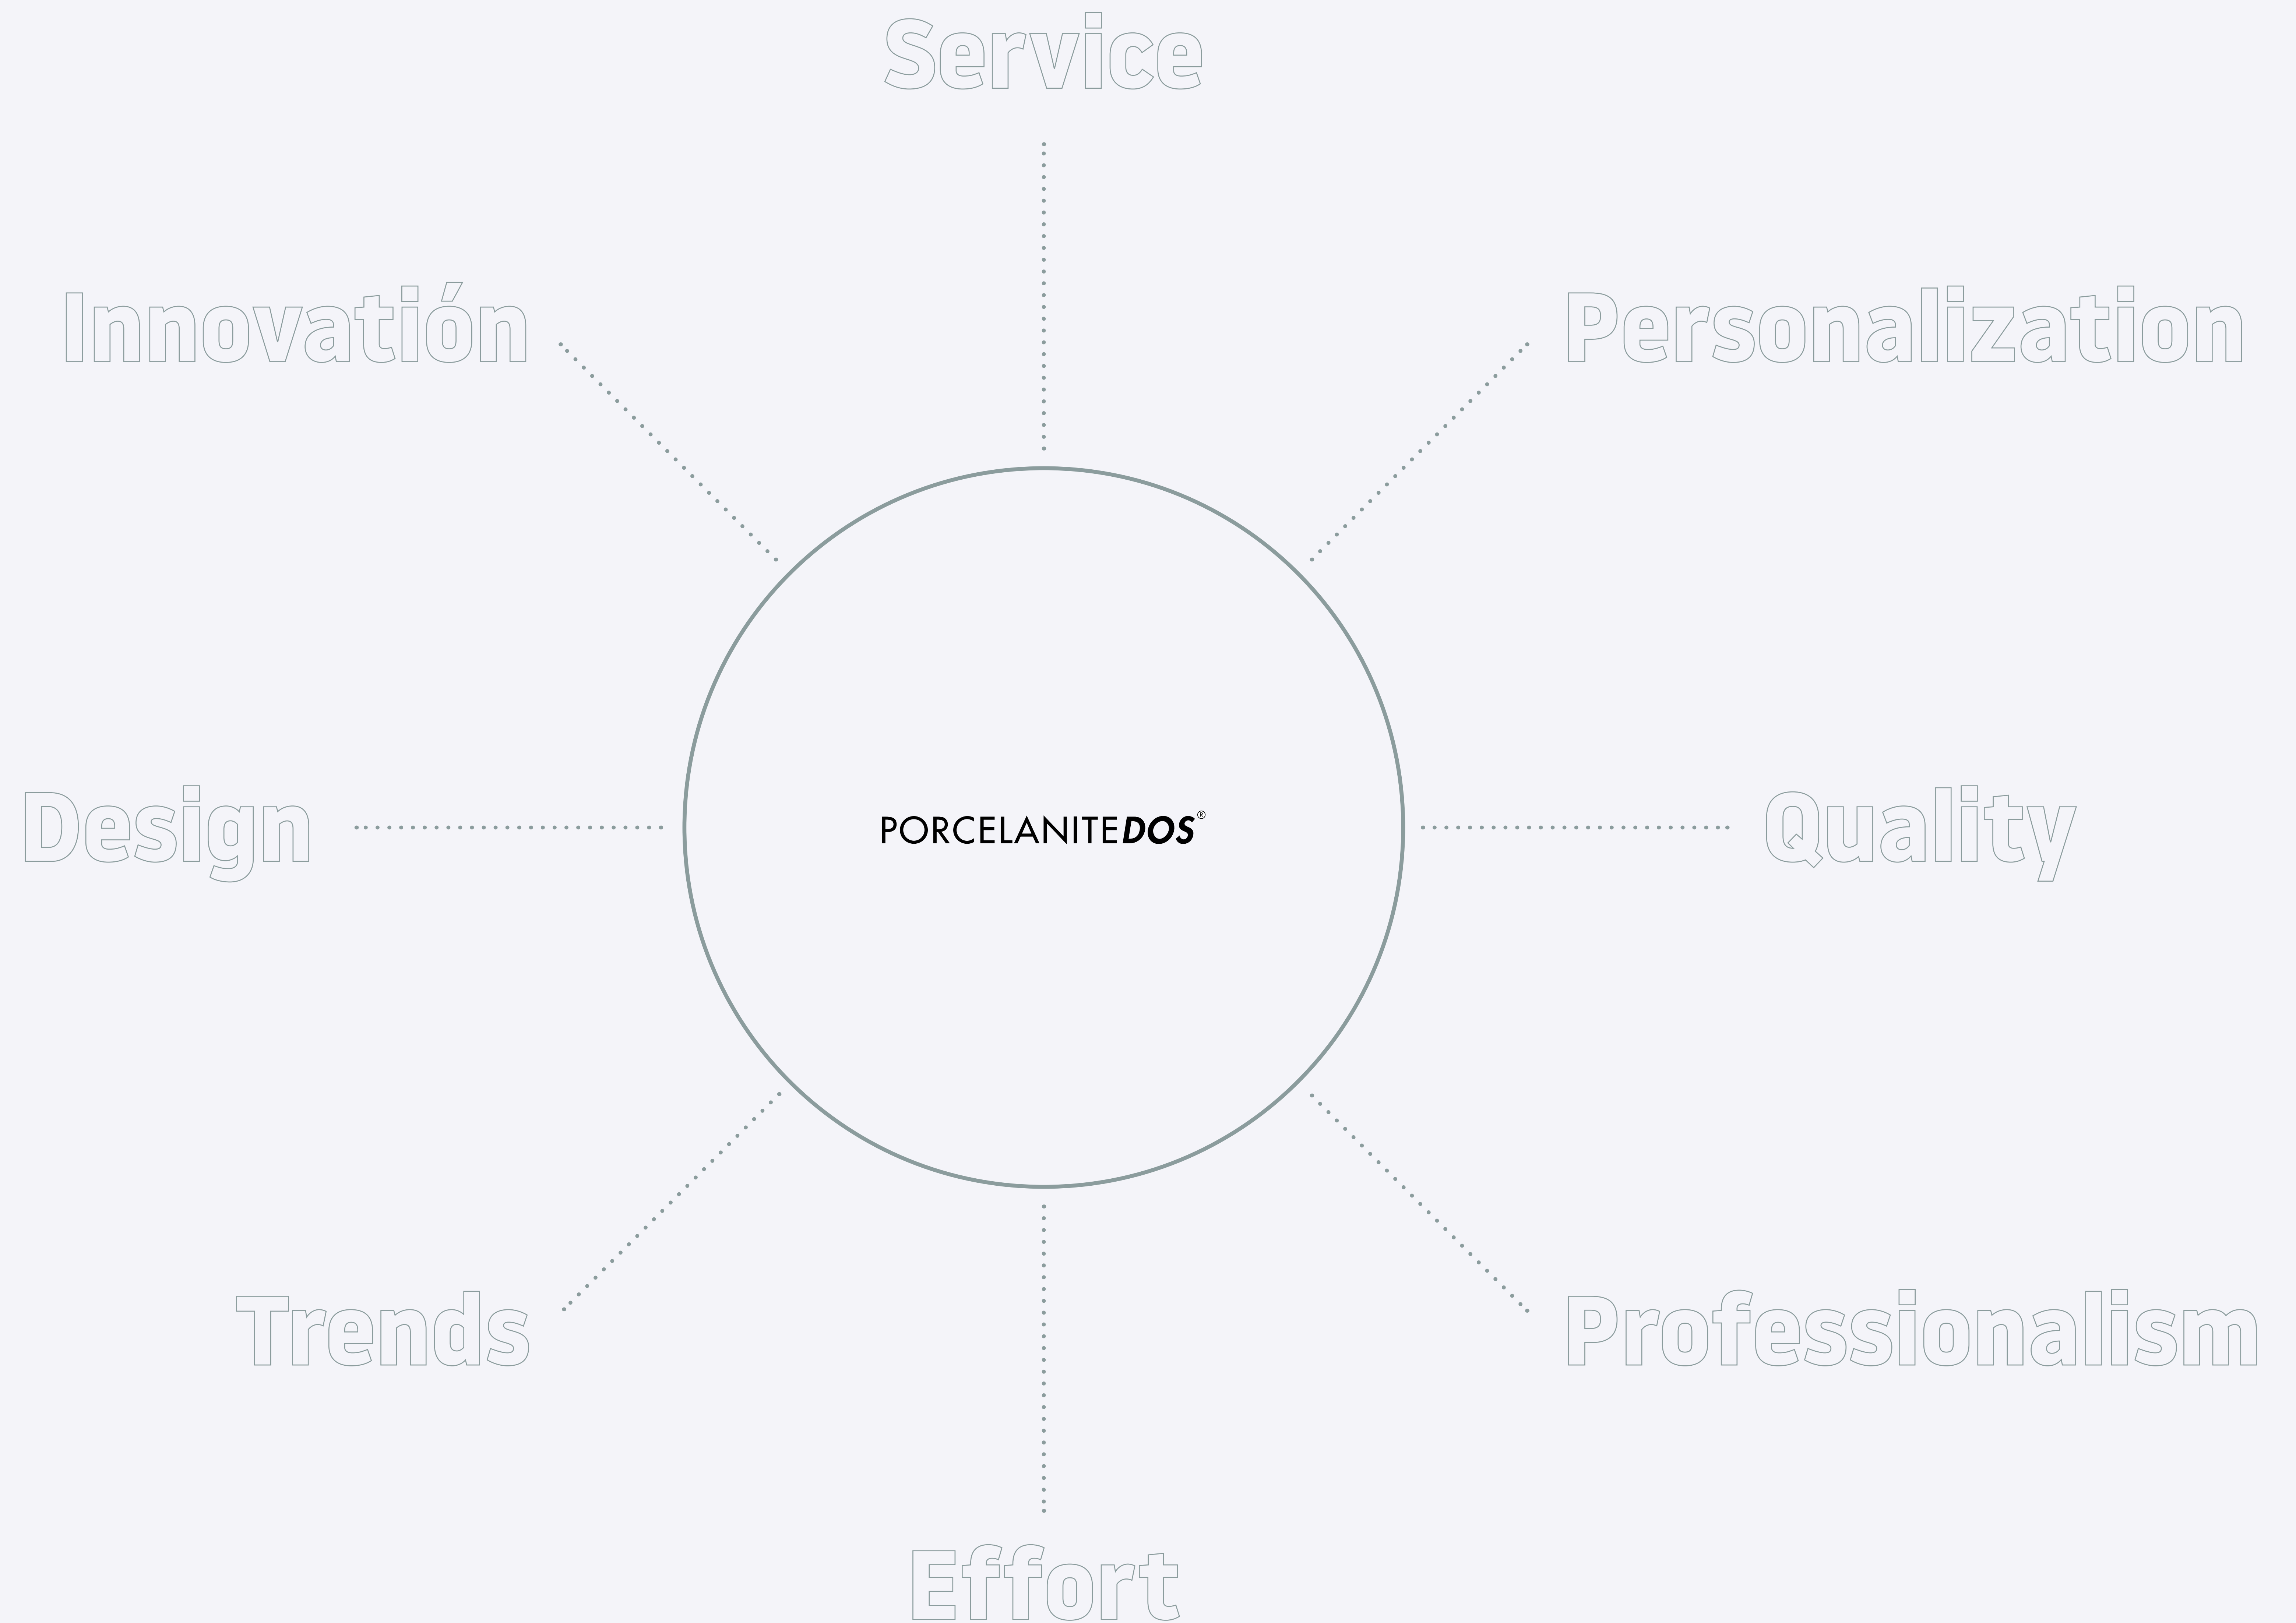 Service
Innovatión
Personalization
Design
PORCELANITEDOS®
Quality
Trends
Professionalism
Effort